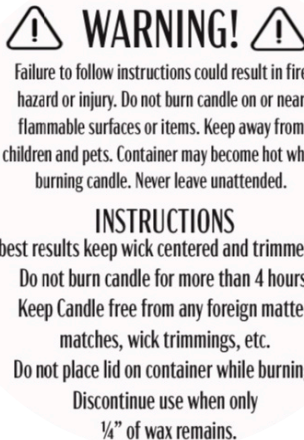 WARNING!
Failure to follow instructions could result in fire
hazard or injury. Do not burn candle on or near
flammable surfaces or items. Keep away from
children and pets. Container may become hot wh
burning candle. Never leave unattended.
INSTRUCTIONS
best results keep wick centered and trimme
Do not burn candle for more than 4 hours
Keep Candle free from any foreign matte
matches, wick trimmings, etc.
Do not place lid on container while burnin
Discontinue use when only
¼” of wax remains.